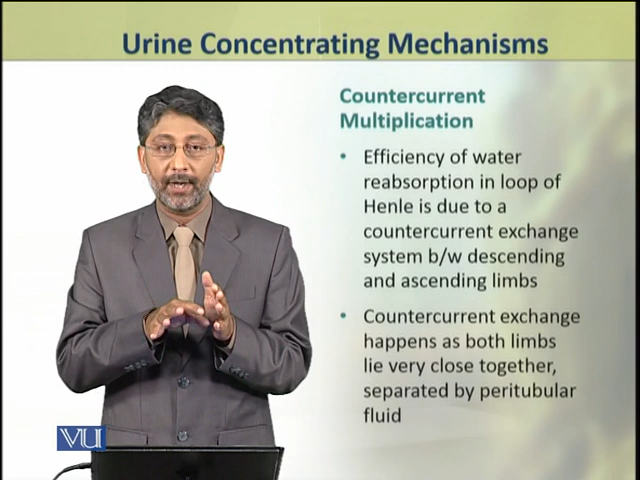 Urine Concentrating Mechanisms
Countercurrent
Multiplication
• Efficiency of water
reabsorption in loop of
Henle is due to a
countercurrent exchange
system b/w descending
and ascending limbs
• Countercurrent exchange
happens as both limbs
lie very close together,
separated by peritubular
fluid
VU